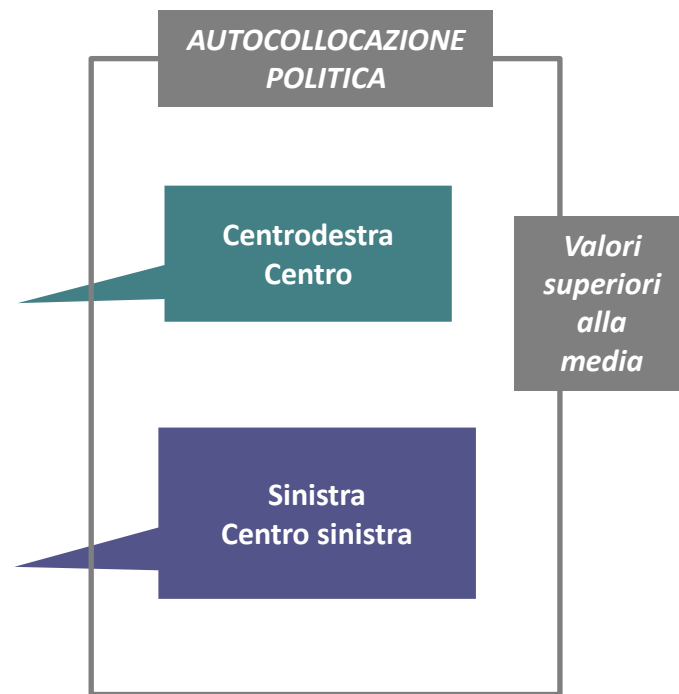 AUTOCOLLOCAZIONE
POLITICA
Centrodestra
Centro
Valori
superiori
alla
media
Sinistra
Centro sinistra